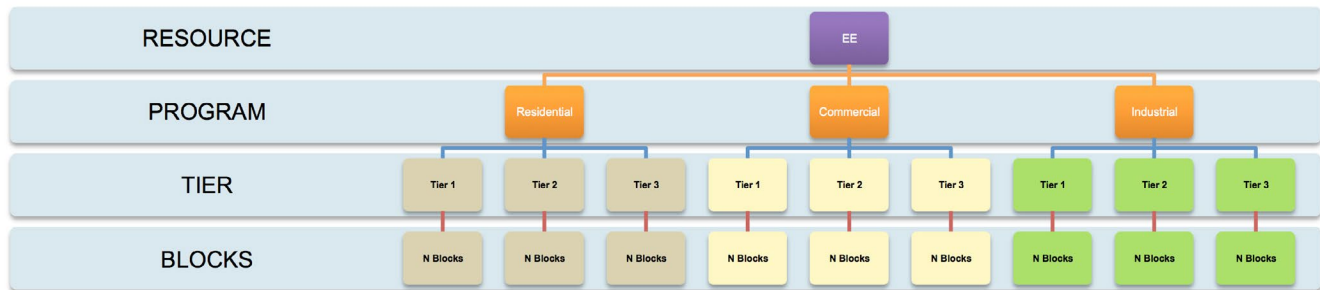 RESOURCE
EE
PROGRAM
Residential
Commercial
Industrial
TIER
Tier 1
Tier 2
Tier 3
Tier 1
Tier 2
Tier 3
Tier 1
Tier 2
Tier 3
BLOCKS
N Blocks
N Blocks
N Blocks
N Blocks
N Blocks
N Blocks
N Blocks
N Blocks
N Blocks